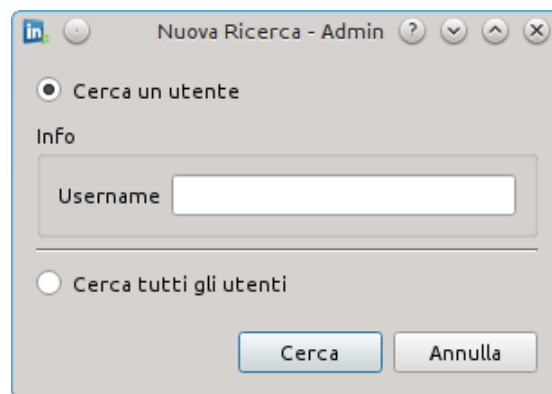 in
Nuova Ricerca - Admin
Cerca un utente
Info
Username
Cerca tutti gli utenti
Cerca
Annulla